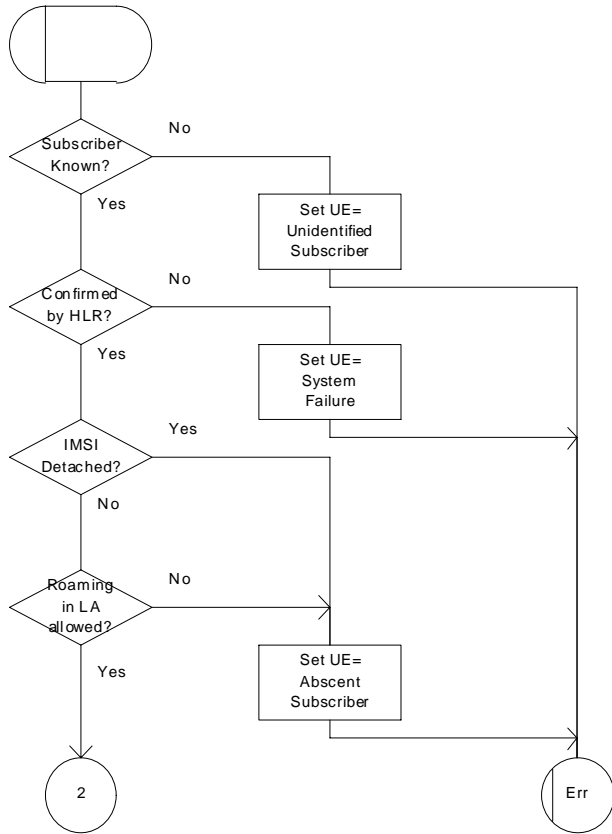 No
Subscriber
Known?
Yes
Set UE=
Unidentified
Subscriber
No
Confirmed
by HLR?
Yes
Set UE=
System
Failure
Yes
IMSI
Detached?
No
No
Roaming
in LA
allowed?
Yes
Set UE=
Abscent
Subscriber
2
Err